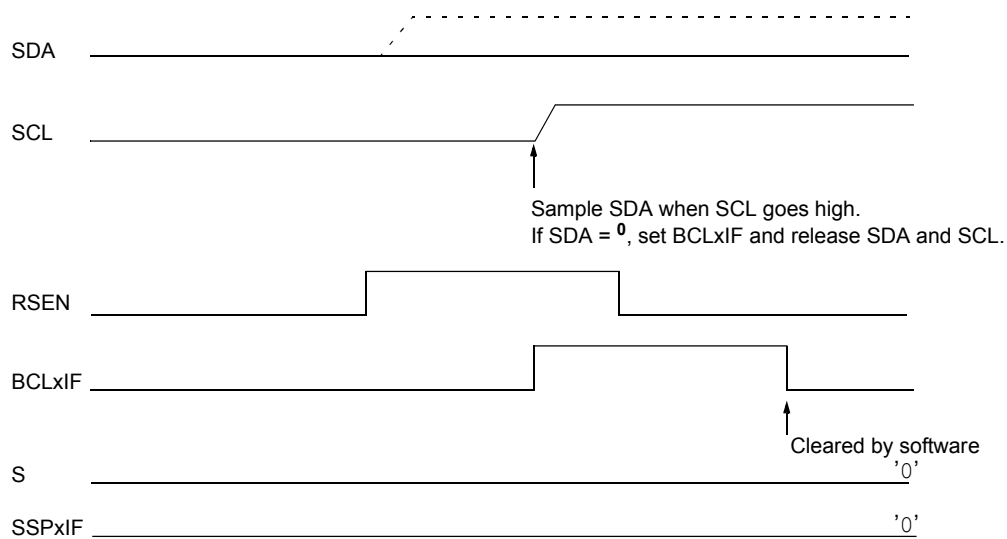 SDA
SCL
Sample SDA when SCL goes high.
If SDA = 0, set BCLxIF and release SDA and SCL.
RSEN
BCLxIF
Cleared by software
S
'0'
SSPxIF
'0'